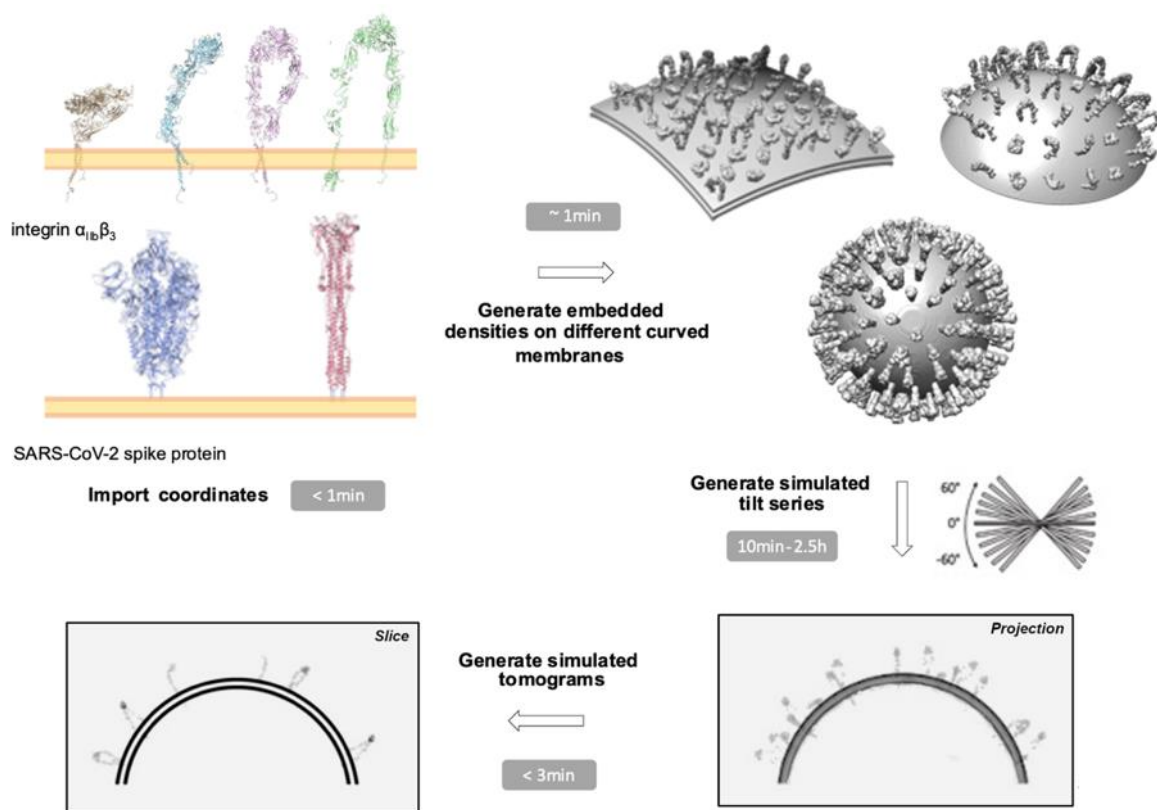 integrin αIIbβ3
SARS-CoV-2 spike protein
Import coordinates
< 1min
~ 1min
Generate embedded
densities on different curved
membranes
Generate simulated
tilt series
10min-2.5h
60°
0°
-60°
Projection
Generate simulated
tomograms
< 3min
Slice